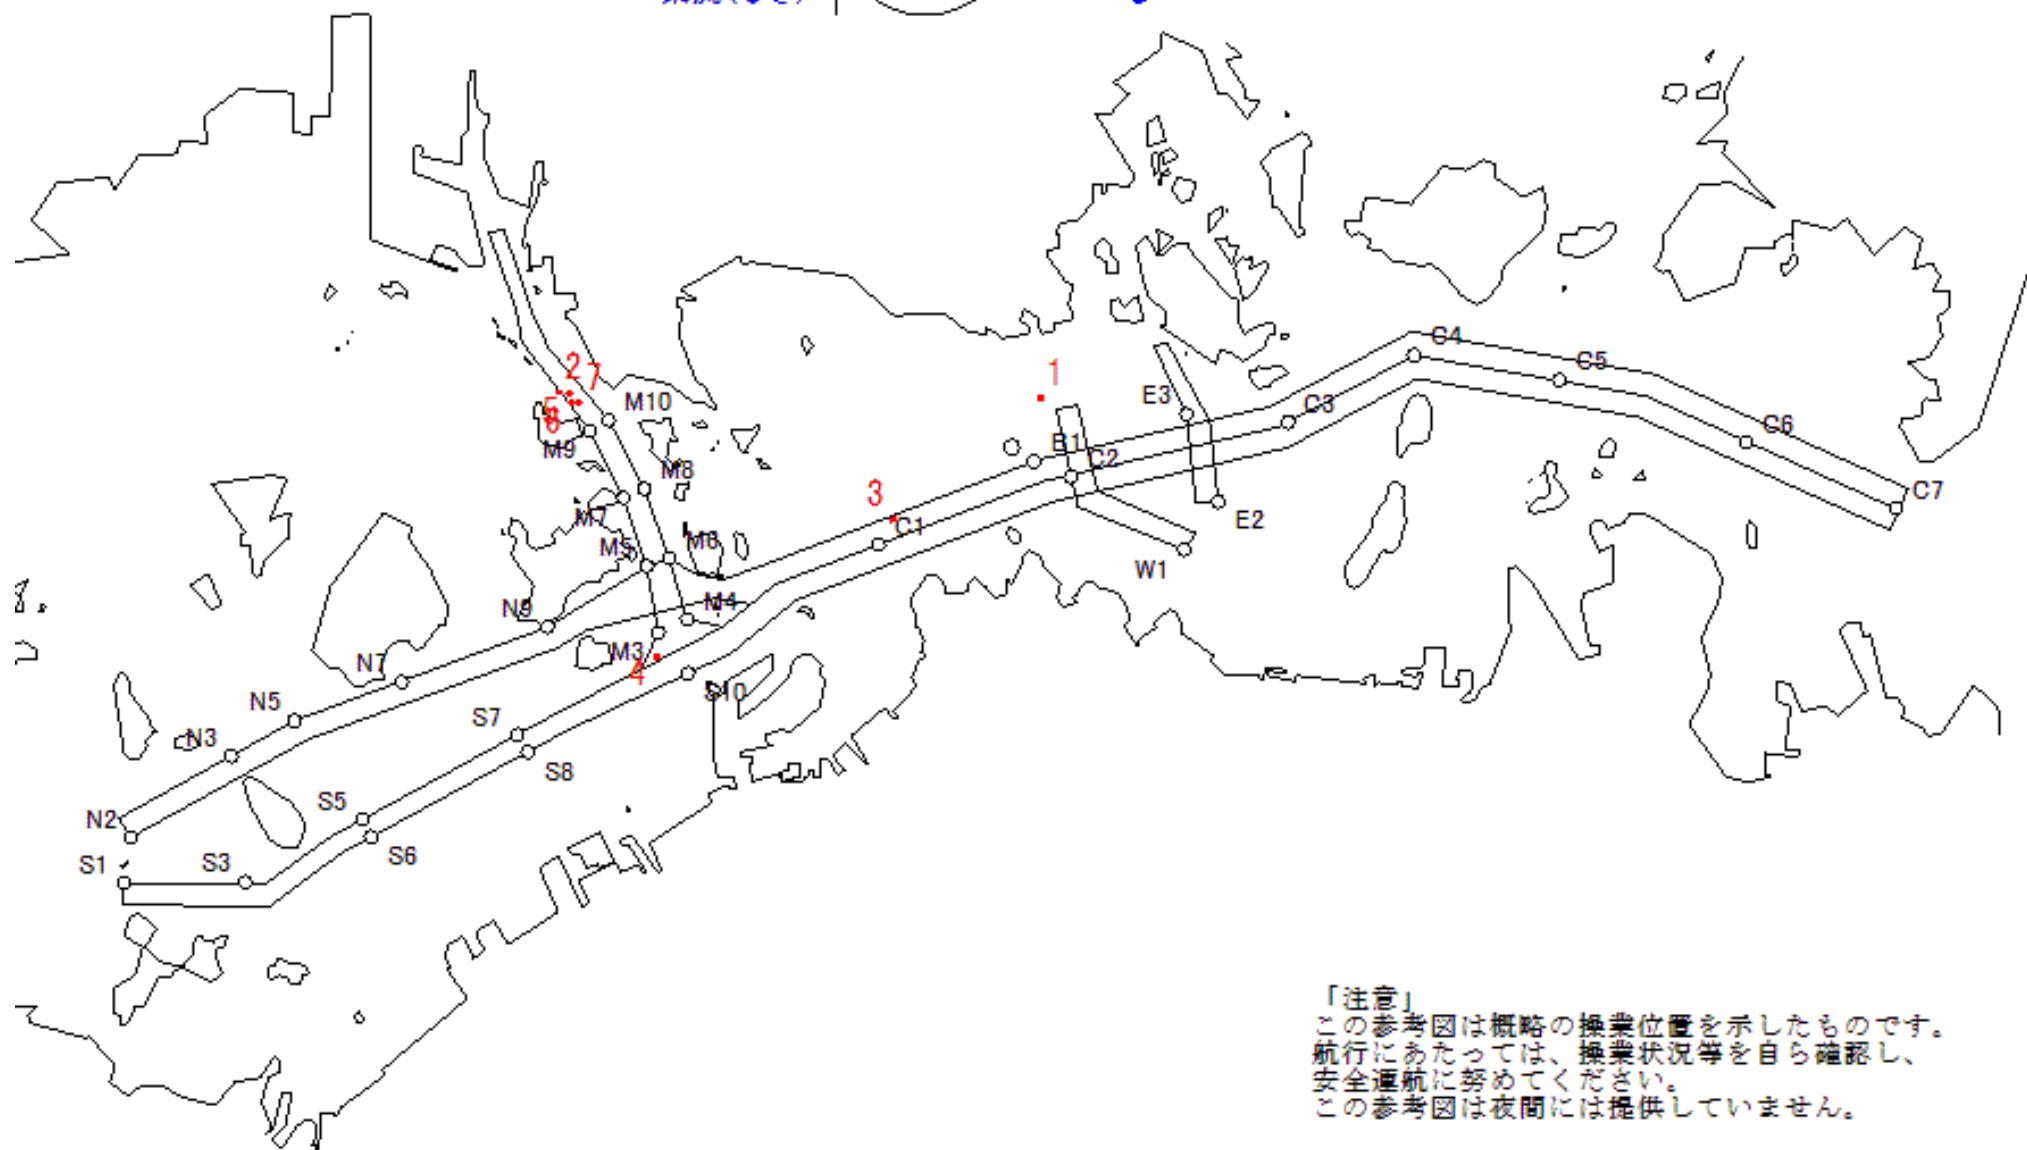 1
C4
C5
2
7
E3
M10
C3
5
6
B1
C6
M9
C2
M8
3
C7
M7
C1
E2
M5
M6
W1
N9
M4
M3
N7
4
S10
N5
S7
N3
S8
S5
N2
S6
S1
S3
「注意」
この参考図は概略の操業位置を示したものです。
航行にあたっては、操業状況等を自ら確認し、
安全運航に努めてください。
この参考図は夜間には提供していません。